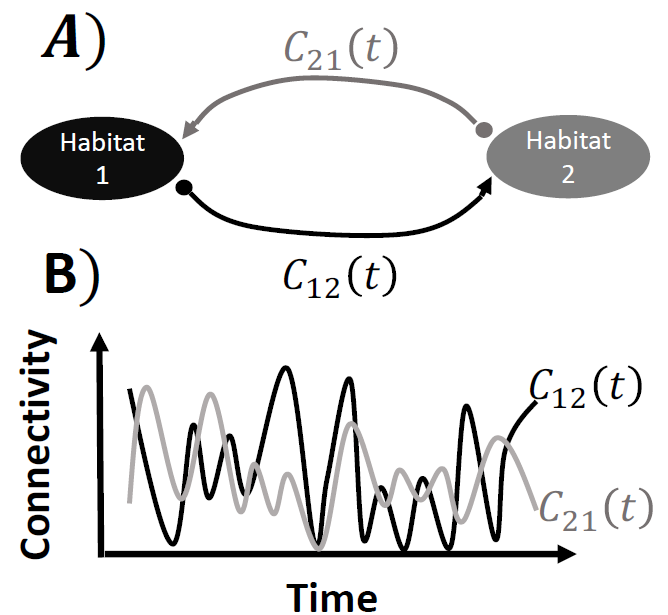 A)
C₂₁(t)
Habitat
1
Habitat
2
C₁₂(t)
B)
Connectivity
C₁₂(t)
C₂₁(t)
Time